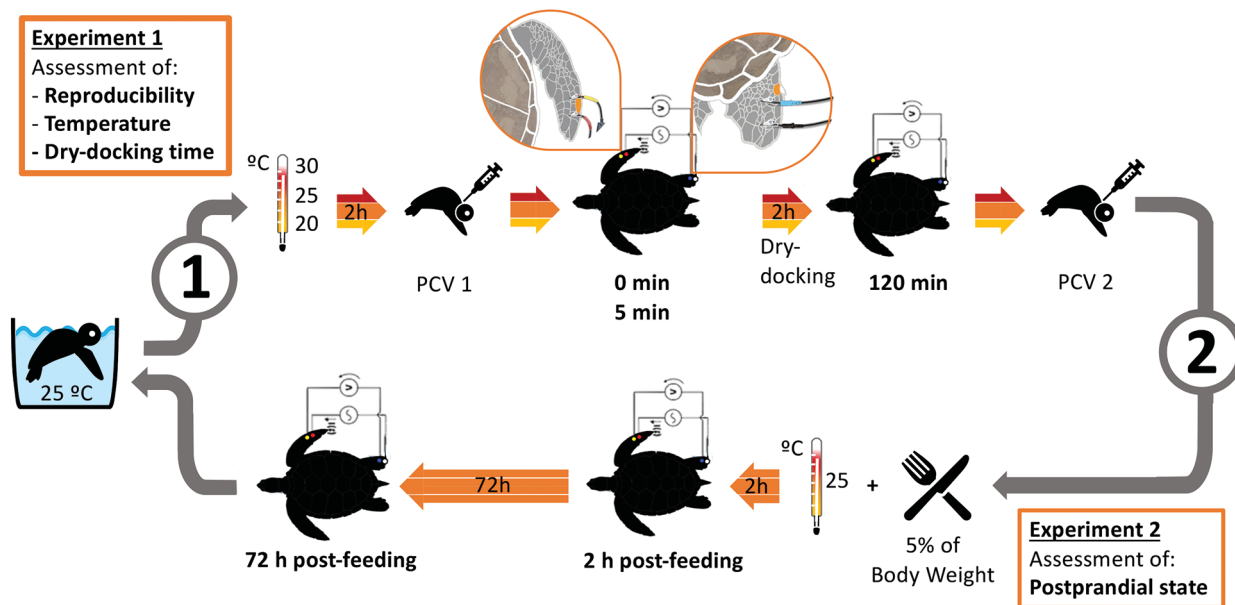 Experiment 1
Assessment of:
- Reproducibility
- Temperature
- Dry-docking time
ºC
30
25
20
2h
PCV 1
V
0 min
5 min
2h
Dry-
docking
V
120 min
PCV 2
1
25 ºC
2
V
72h
72 h post-feeding
V
2h
2 h post-feeding
ºC
25
+
5% of
Body Weight
Experiment 2
Assessment of:
Postprandial state